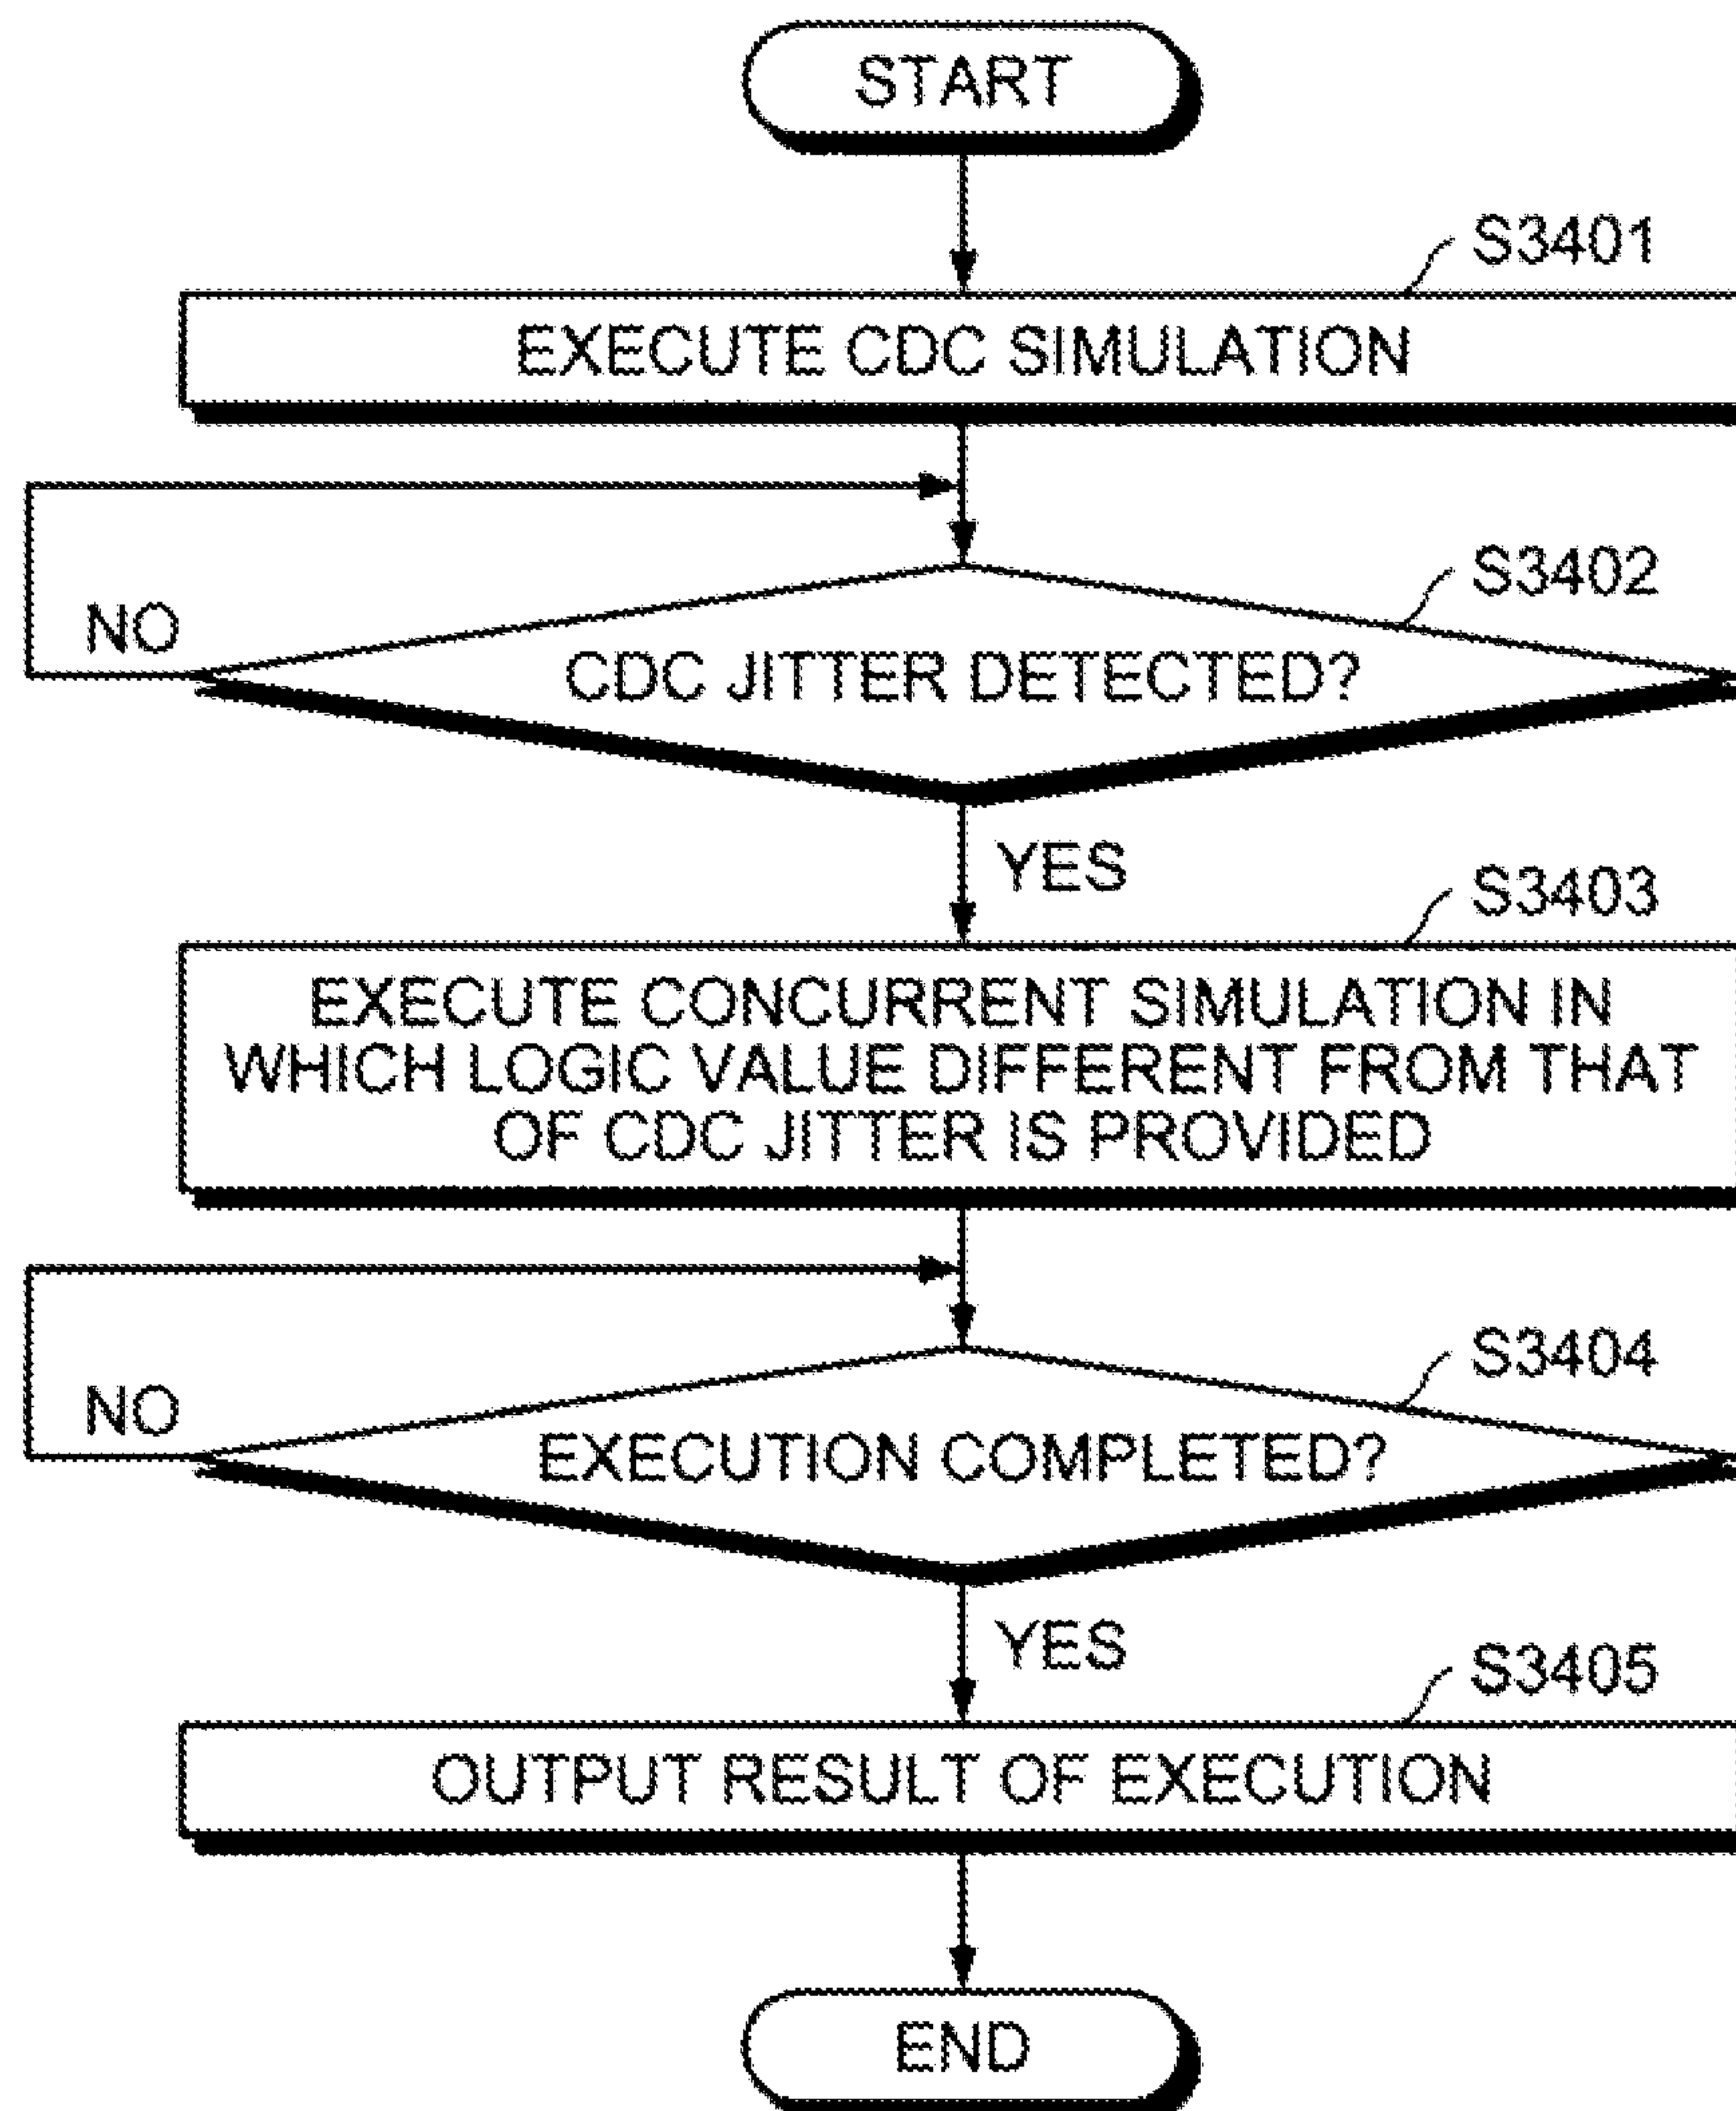 START
S3401
EXECUTE CDC SIMULATION
S3402
NO
CDC JITTER DETECTED?
YES
S3403
EXECUTE CONCURRENT SIMULATION IN
WHICH LOGIC VALUE DIFFERENT FROM THAT
OF CDC JITTER IS PROVIDED
S3404
NO
EXECUTION COMPLETED?
YES
S3405
OUTPUT RESULT OF EXECUTION
END